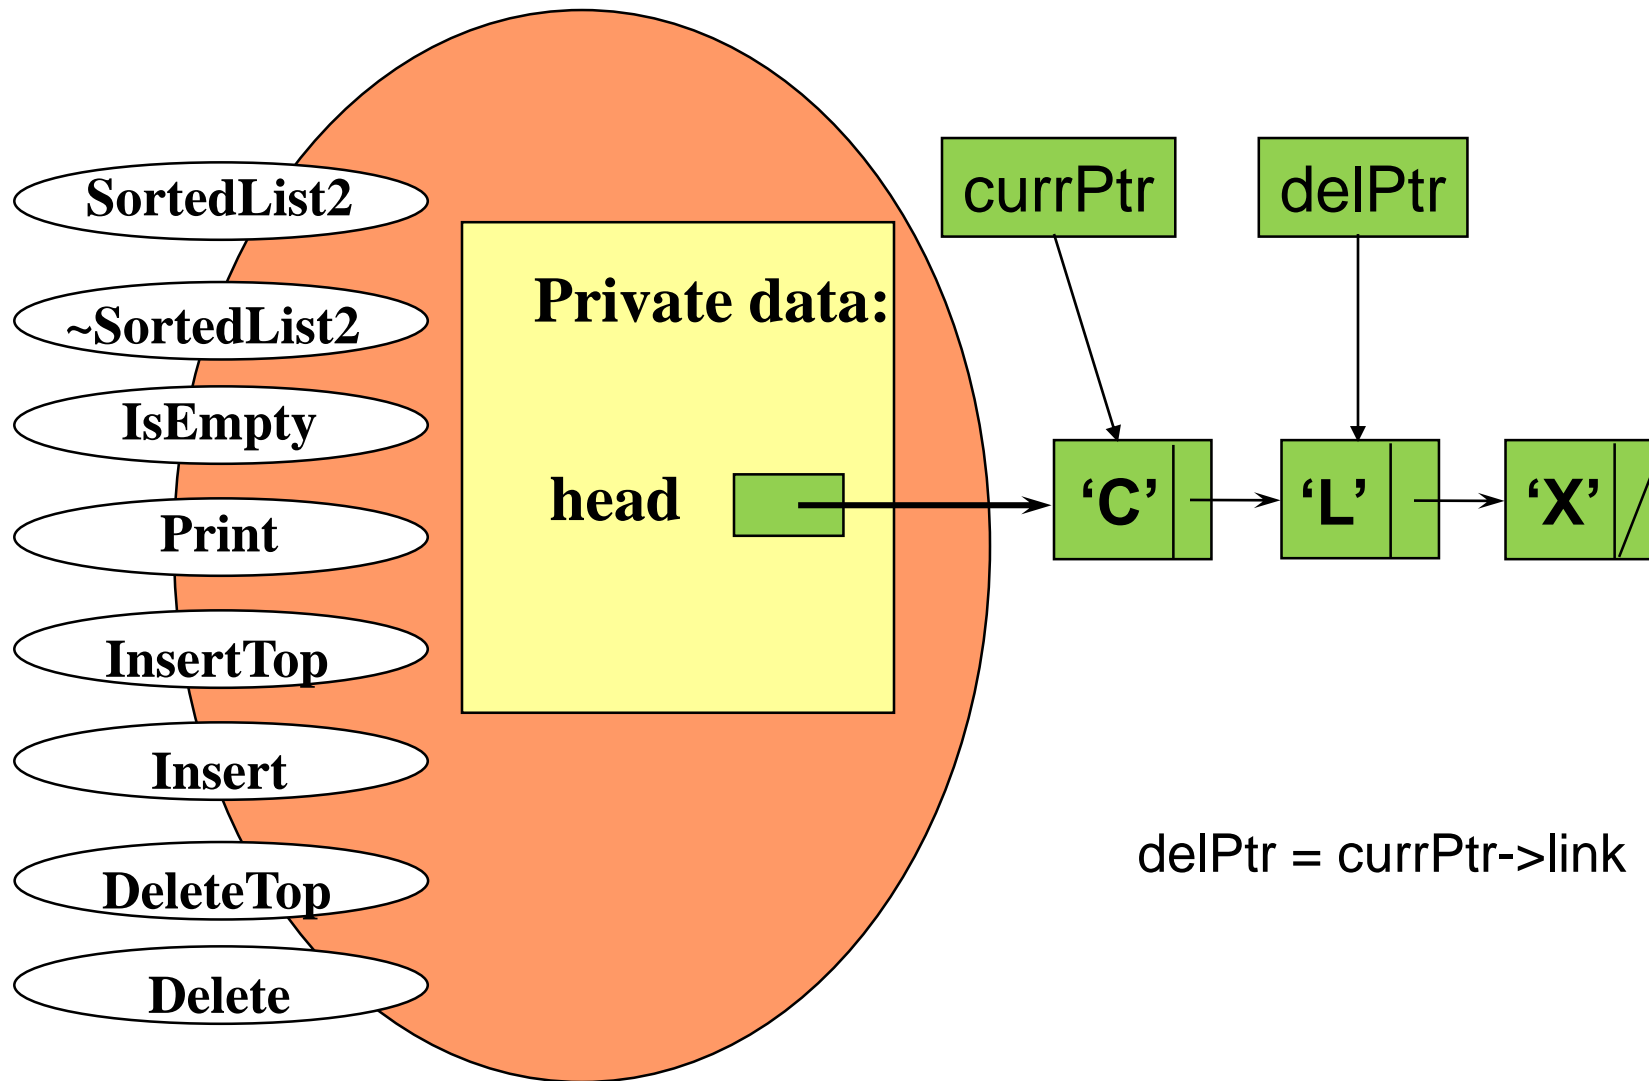 SortedList2
~SortedList2
IsEmpty
Print
InsertTop
Insert
DeleteTop
Delete
Private data:
head
currPtr
delPtr
‘C’
‘L’
‘X’
delPtr = currPtr->link